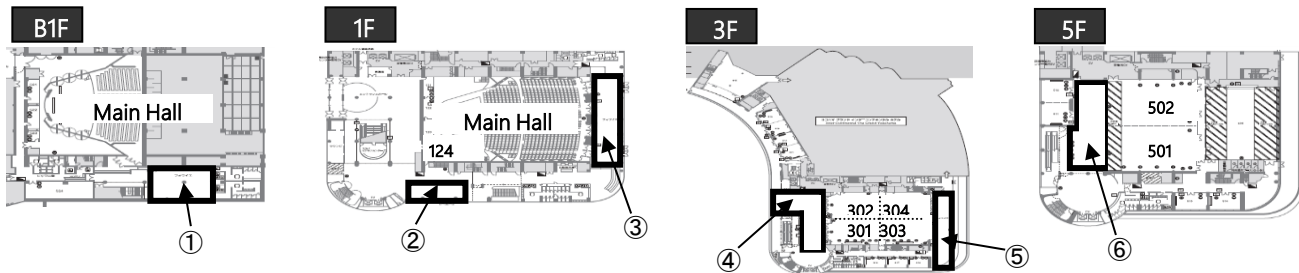 B1F
1F
3F
5F
Main Hall
Main Hall
124
302
304
301
303
502
501
①
②
③
④
⑤
⑥